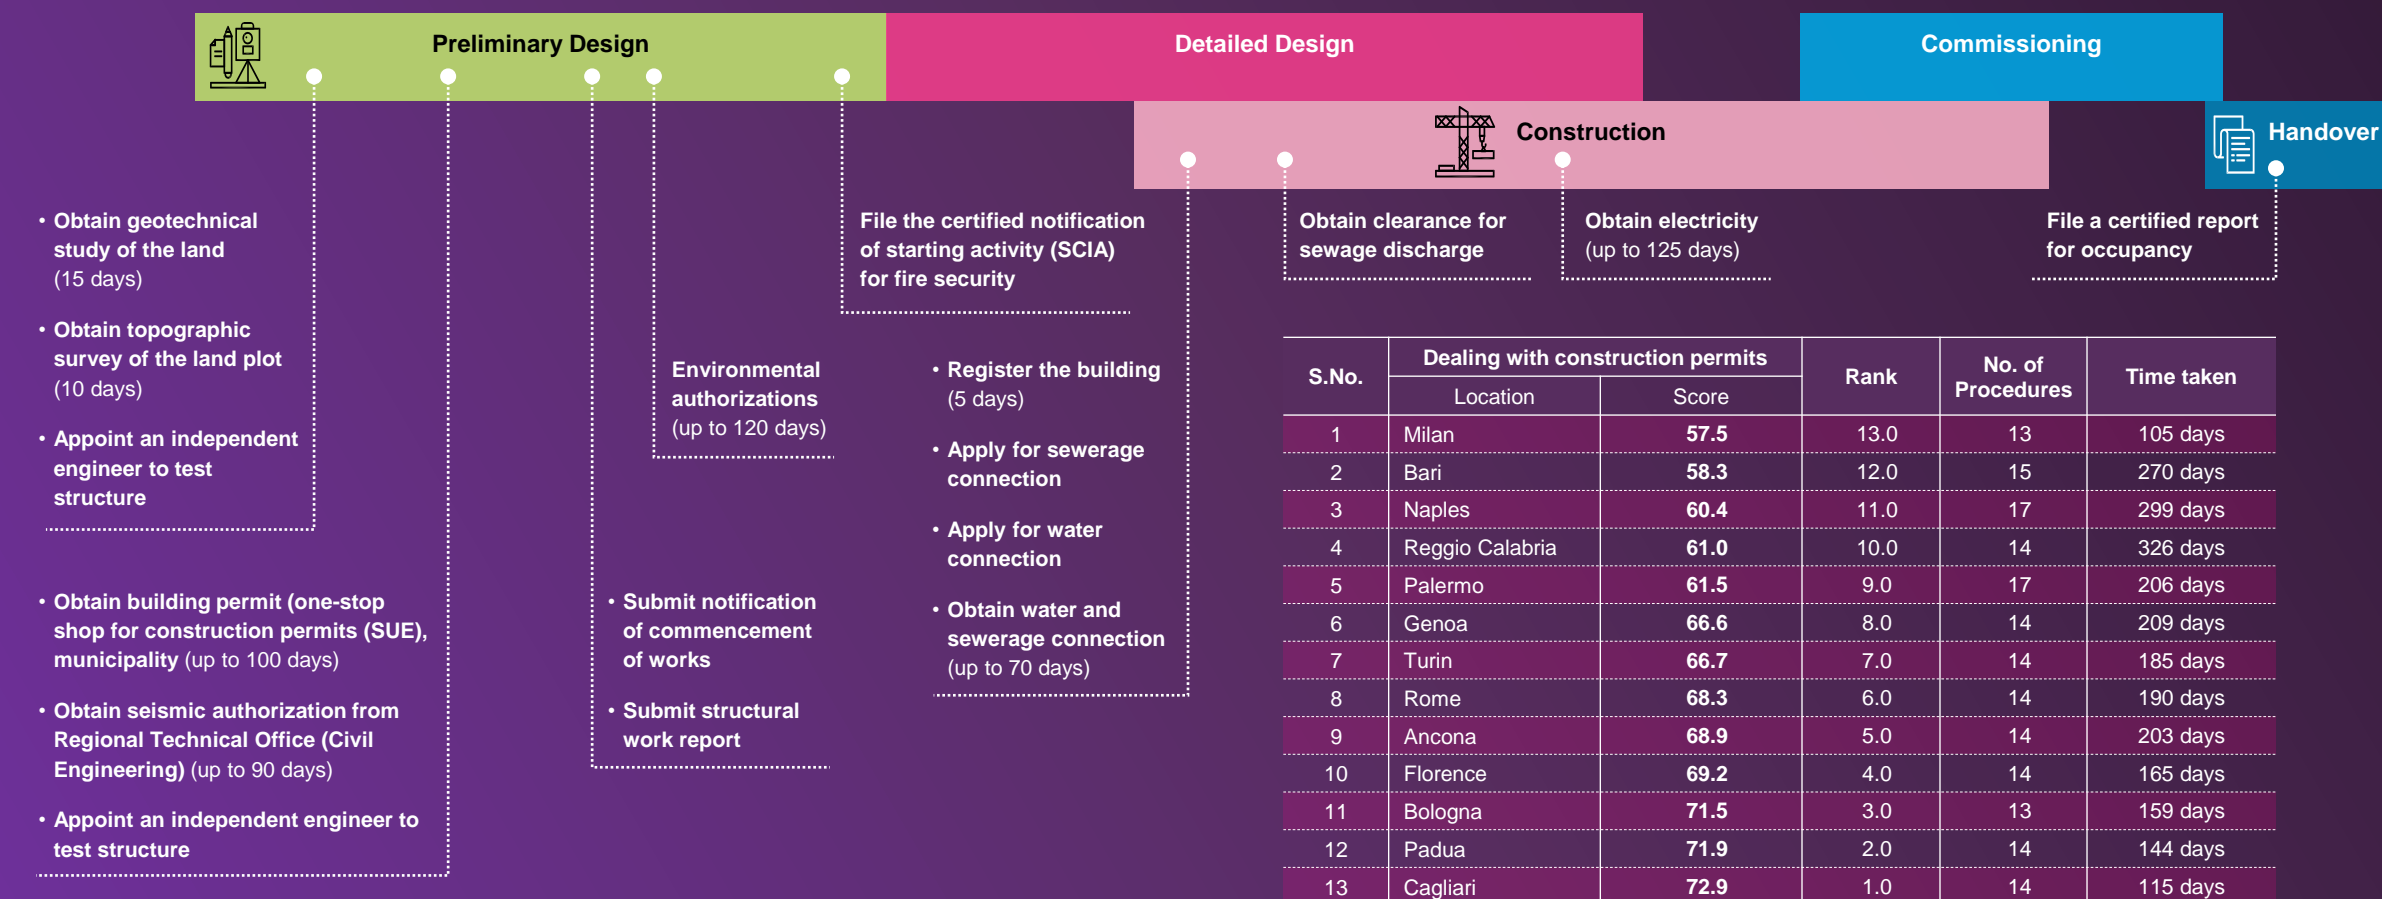 Preliminary Design
Detailed Design
Commissioning
Construction
Handover
• Obtain geotechnical
study of the land
(15 days)
• Obtain topographic
survey of the land plot
(10 days)
• Appoint an independent
engineer to test
structure
• Obtain building permit (one-stop
shop for construction permits (SUE),
municipality (up to 100 days)
• Obtain seismic authorization from
Regional Technical Office (Civil
Engineering) (up to 90 days)
• Appoint an independent engineer to
test structure
• Submit notification
of commencement
of works
• Submit structural
work report
Environmental
authorizations
(up to 120 days)
File the certified notification
of starting activity (SCIA)
for fire security
• Register the building
(5 days)
• Apply for sewerage
connection
• Apply for water
connection
• Obtain water and
sewerage connection
(up to 70 days)
Obtain clearance for
sewage discharge
Obtain electricity
(up to 125 days)
File a certified report
for occupancy
S.No. Dealing with construction permits Rank No. of Procedures Time taken
Location Score
1 Milan 57.5 13.0 13 105 days
2 Bari 58.3 12.0 15 270 days
3 Naples 60.4 11.0 17 299 days
4 Reggio Calabria 61.0 10.0 14 326 days
5 Palermo 61.5 9.0 17 206 days
6 Genoa 66.6 8.0 14 209 days
7 Turin 66.7 7.0 14 185 days
8 Rome 68.3 6.0 14 190 days
9 Ancona 68.9 5.0 14 203 days
10 Florence 69.2 4.0 14 165 days
11 Bologna 71.5 3.0 13 159 days
12 Padua 71.9 2.0 14 144 days
13 Cagliari 72.9 1.0 14 115 days